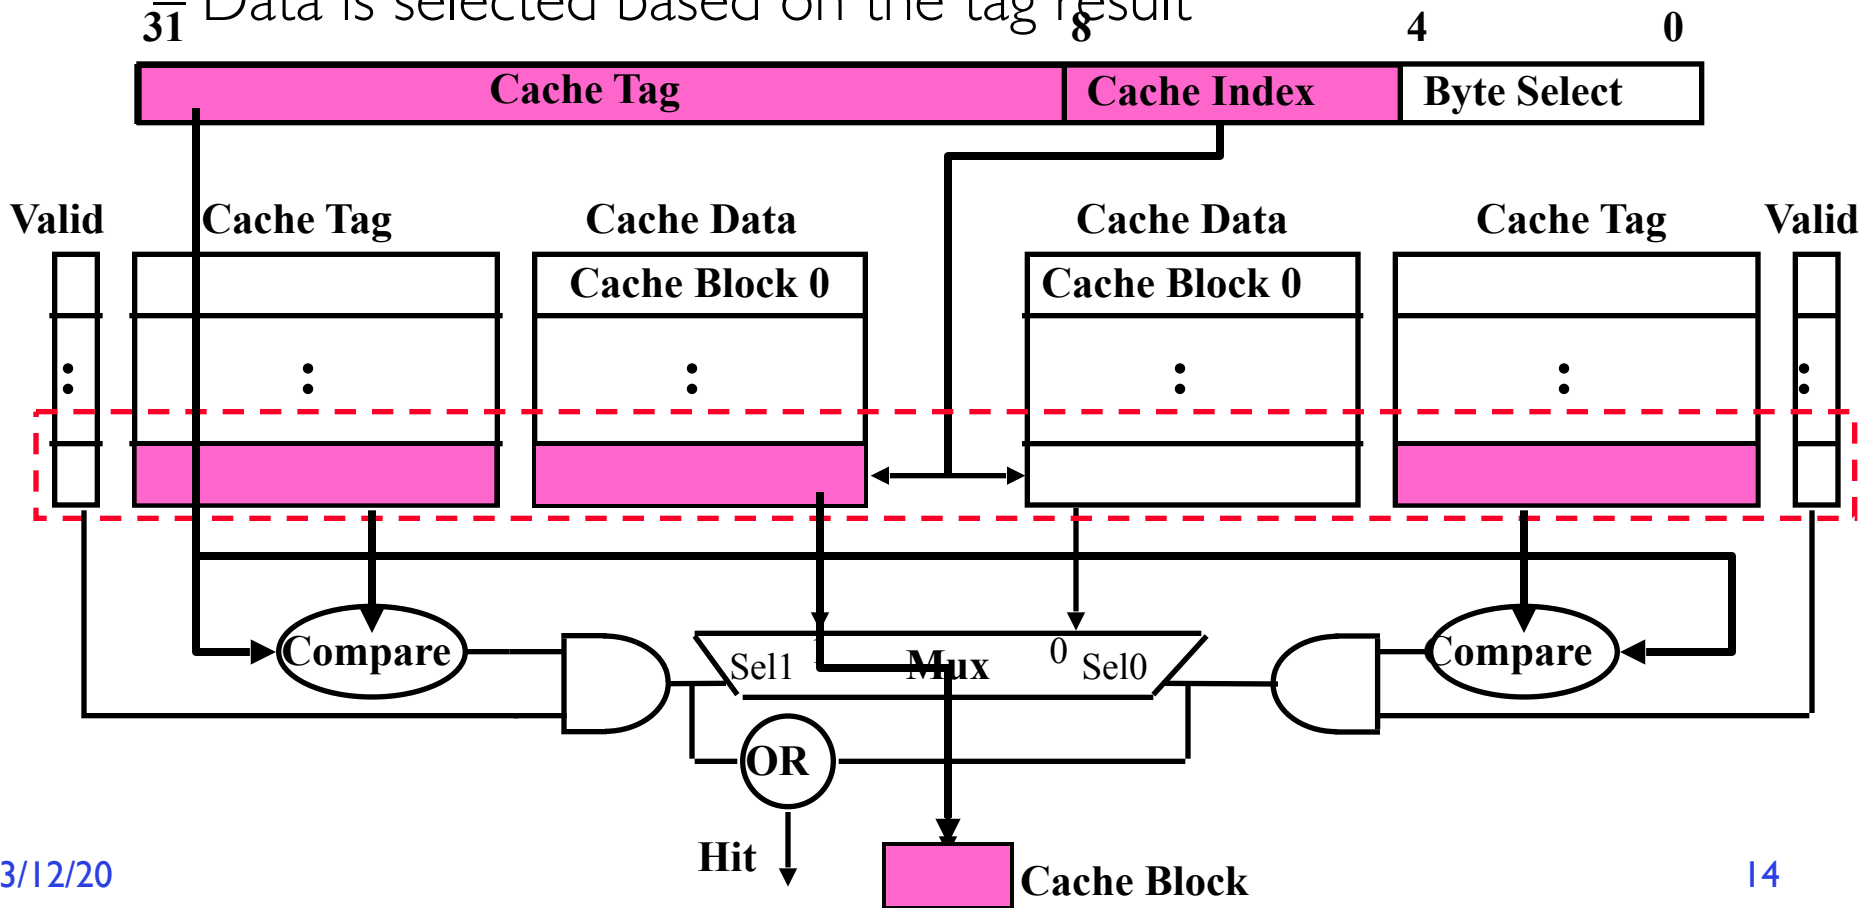 – Data is selected based on the tag result
31 8 4 0
Cache Tag Cache Index Byte Select
Valid Cache Tag Cache Data Cache Data Cache Tag Valid
Cache Block 0 Cache Block 0
: : : : : :
Compare Sel1 1 Mux 0 Sel0 Compare
OR
Hit
3/12/20 Cache Block 14